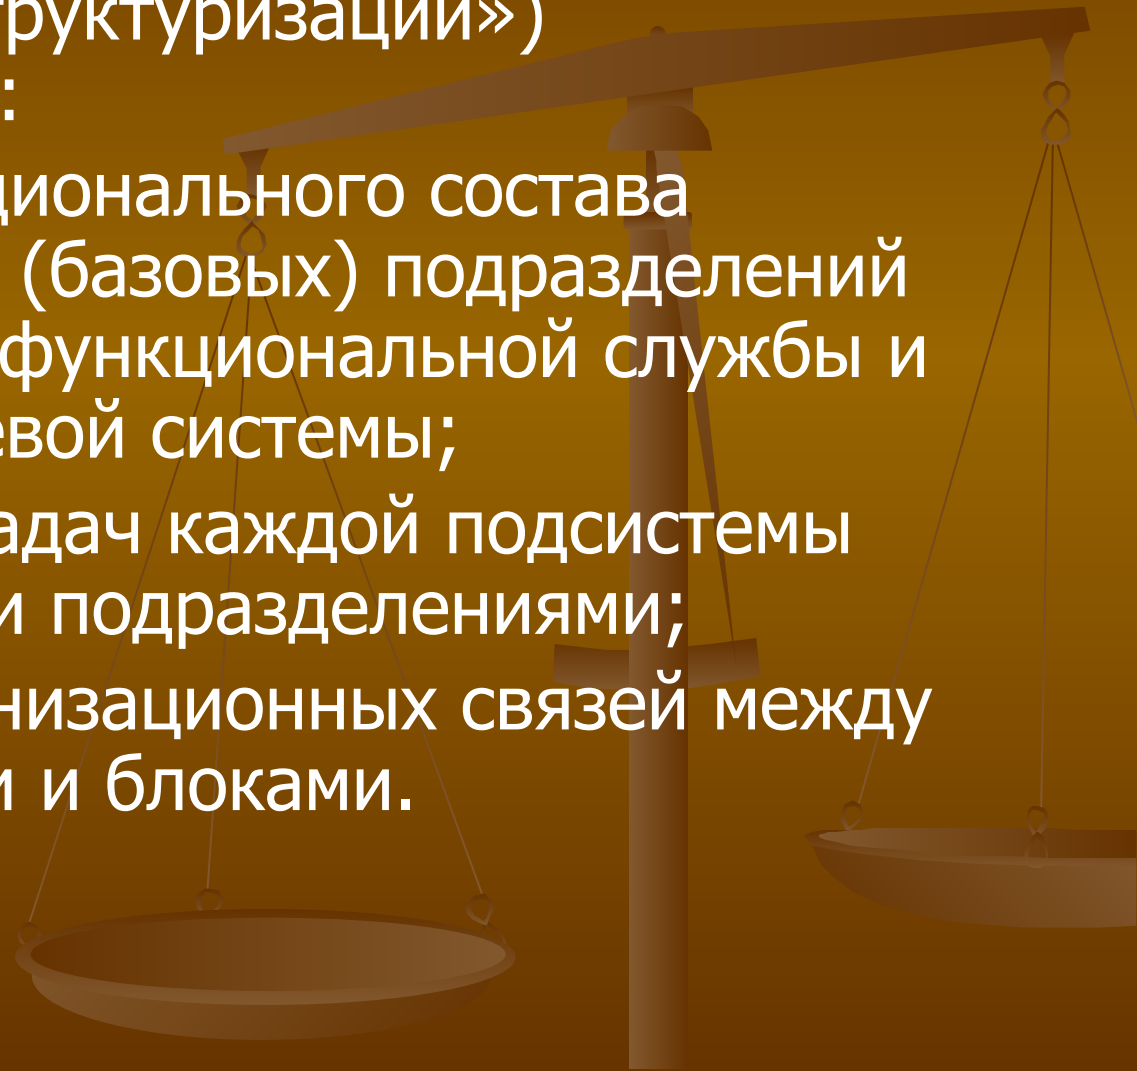 руктуризации»)
:
ционального состава
(базовых) подразделений
функциональной службы и
евой системы;
адач каждой подсистемы
и подразделениями;
низационных связей между
и и блоками.